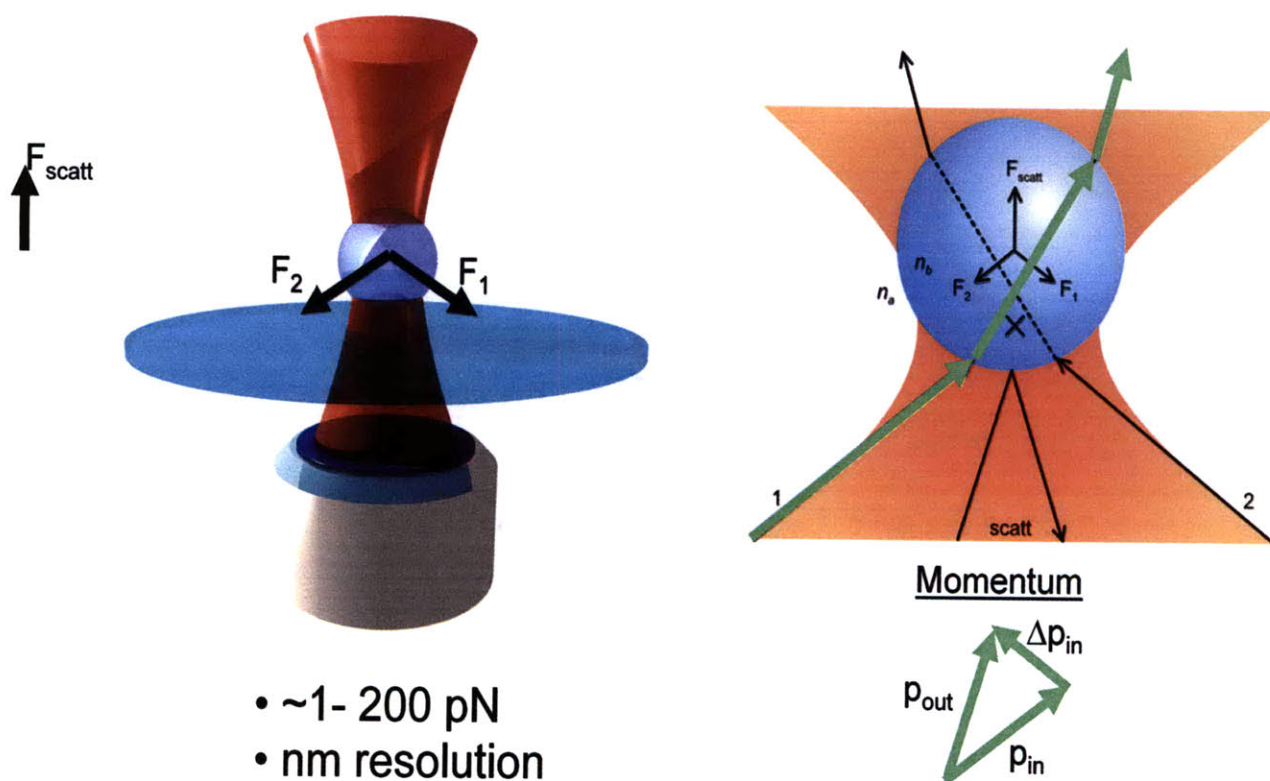 F_scatt
F_2
F_1
• ~1- 200 pN
• nm resolution
F_scatt
n_b
n_a
F_2
F_1
1
2
scatt
Momentum
Δp_in
p_out
p_in